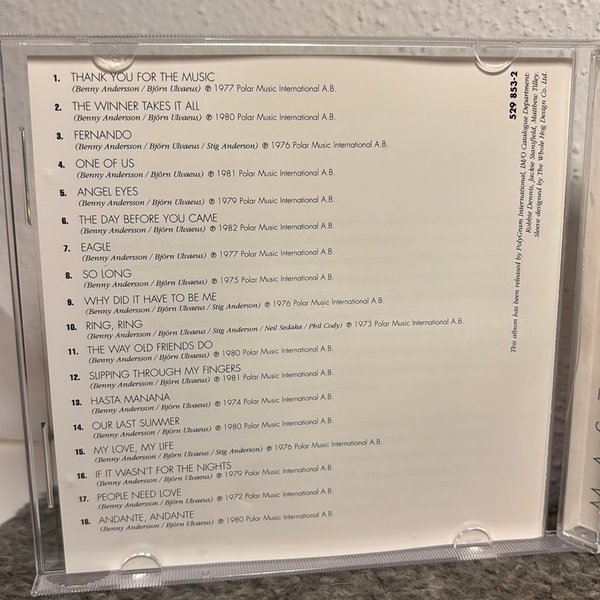 1. THANK YOU FOR THE MUSIC
(Benny Andersson / Björn Ulvaeus) ℗ 1977 Polar Music International A.B.
2. THE WINNER TAKES IT ALL
(Benny Andersson / Björn Ulvaeus) ℗ 1980 Polar Music International A.B.
3. FERNANDO
(Benny Andersson / Björn Ulvaeus / Stig Anderson) ℗ 1976 Polar Music International A.B.
4. ONE OF US
(Benny Andersson / Björn Ulvaeus) ℗ 1981 Polar Music International A.B.
5. ANGEL EYES
(Benny Andersson / Björn Ulvaeus) ℗ 1979 Polar Music International A.B.
6. THE DAY BEFORE YOU CAME
(Benny Andersson / Björn Ulvaeus) ℗ 1982 Polar Music International A.B.
7. EAGLE
(Benny Andersson / Björn Ulvaeus) ℗ 1977 Polar Music International A.B.
8. SO LONG
(Benny Andersson / Björn Ulvaeus) ℗ 1975 Polar Music International A.B.
9. WHY DID IT HAVE TO BE ME
(Benny Andersson / Björn Ulvaeus / Stig Anderson) ℗ 1976 Polar Music International A.B.
10. RING, RING
(Benny Andersson / Björn Ulvaeus / Stig Anderson / Neil Sedaka / Phil Cody) ℗ 1973 Polar Music International A.B.
11. THE WAY OLD FRIENDS DO
(Benny Andersson / Björn Ulvaeus) ℗ 1980 Polar Music International A.B.
12. SLIPPING THROUGH MY FINGERS
(Benny Andersson / Björn Ulvaeus) ℗ 1981 Polar Music International A.B.
13. HASTA MANANA
(Benny Andersson / Björn Ulvaeus) ℗ 1974 Polar Music International A.B.
14. OUR LAST SUMMER
(Benny Andersson / Björn Ulvaeus) ℗ 1980 Polar Music International A.B.
15. MY LOVE, MY LIFE
(Benny Andersson / Björn Ulvaeus / Stig Anderson) ℗ 1976 Polar Music International A.B.
16. IF IT WASN'T FOR THE NIGHTS
(Benny Andersson / Björn Ulvaeus) ℗ 1979 Polar Music International A.B.
17. PEOPLE NEED LOVE
(Benny Andersson / Björn Ulvaeus) ℗ 1972 Polar Music International A.B.
18. ANDANTE, ANDANTE
(Benny Andersson / Björn Ulvaeus) ℗ 1980 Polar Music International A.B.
529 853-2
This album has been released by PolyGram International, IM/O Catalogue Department:
Robbie Dennis, Jackie Stansfield, Matthew Tilley.
Sleeve designed by The Whole Hog Design Co. Ltd.